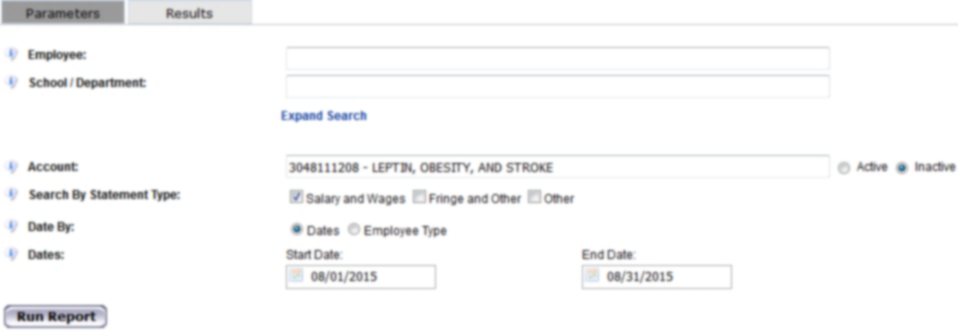 Parameters Results
Employee:
School / Department:
Expand Search
Account: 3048111208 - LEPTIN, OBESITY, AND STROKE Active Inactive
Search By Statement Type: Salary and Wages Fringe and Other Other
Date By: Dates Employee Type
Dates: Start Date: End Date:
08/01/2015 08/31/2015
Run Report